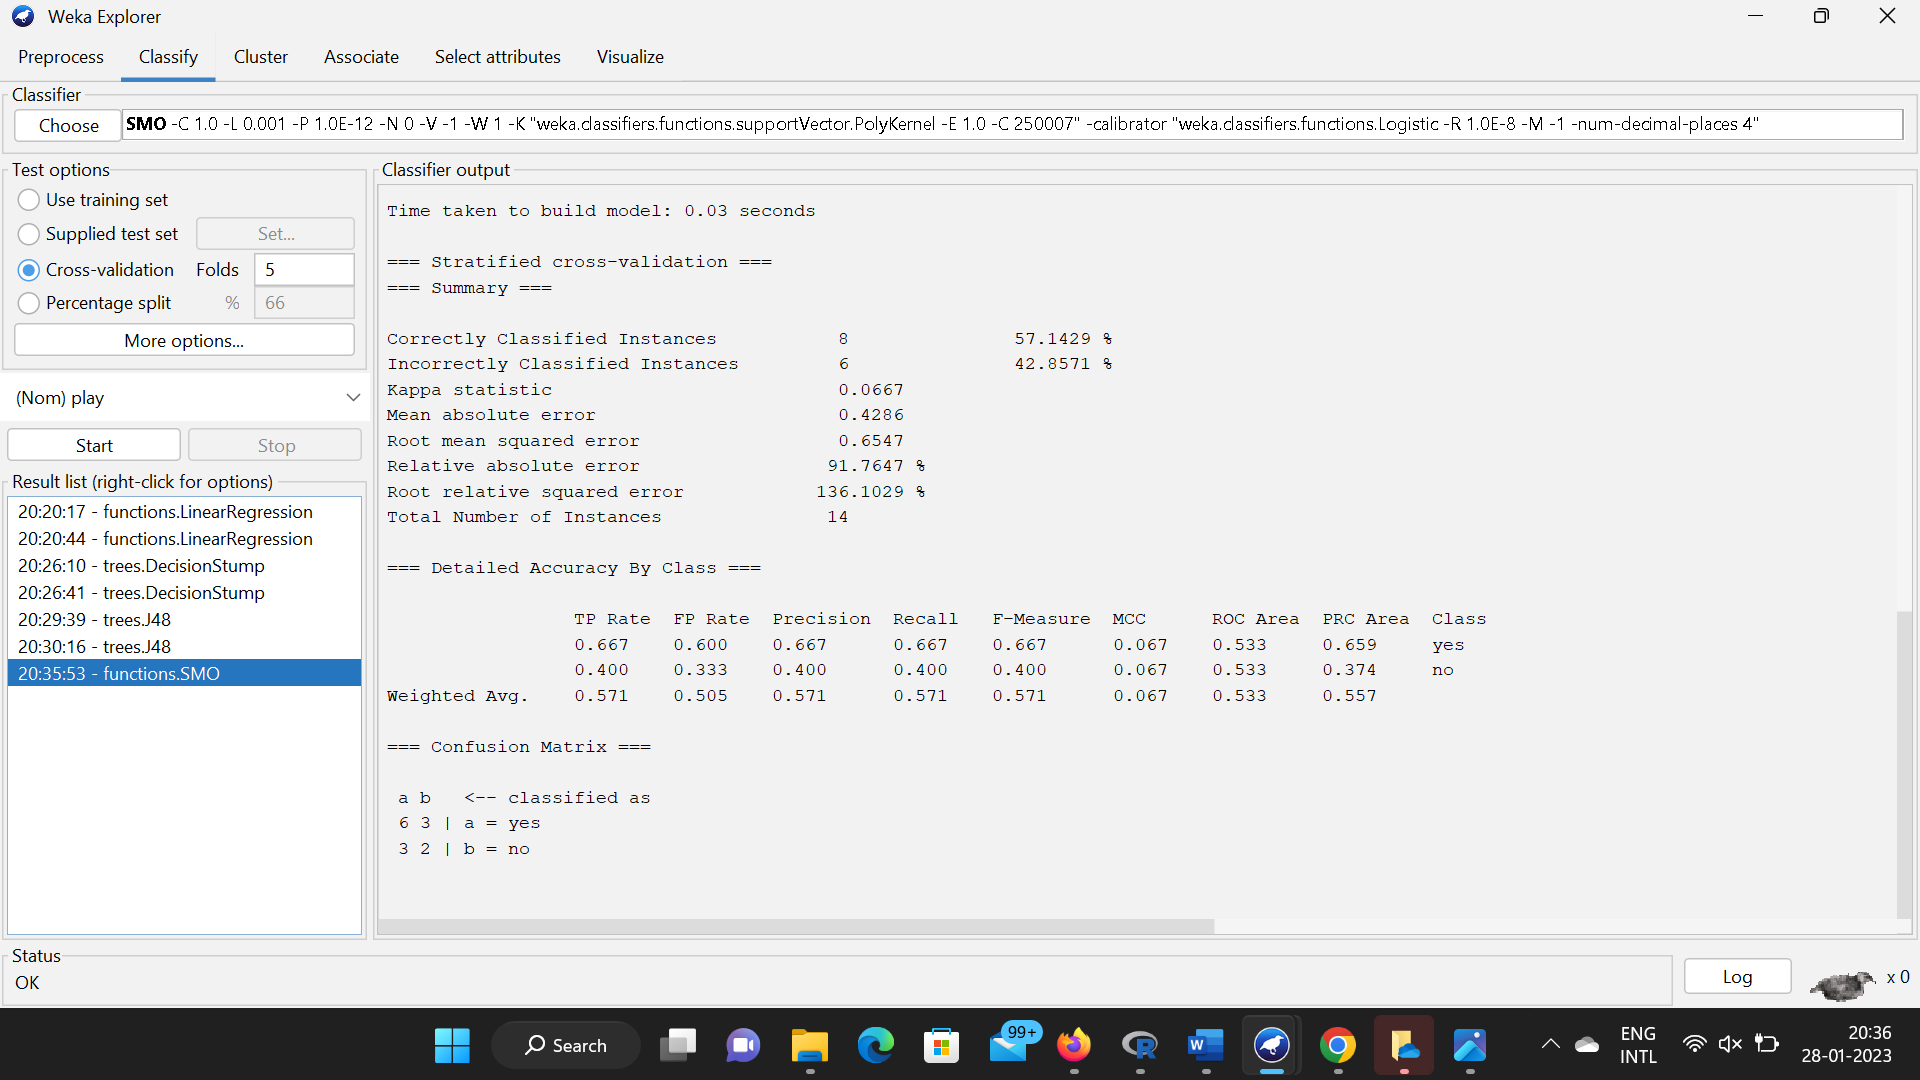 Weka Explorer
Preprocess Classify Cluster Associate Select attributes Visualize
Classifier
Choose SMO -C 1.0 -L 0.001 -P 1.0E-12 -N 0 -V -1 -W 1 -K "weka.classifiers.functions.supportVector.PolyKernel -E 1.0 -C 250007" -calibrator "weka.classifiers.functions.Logistic -R 1.0E-8 -M -1 -num-decimal-places 4"
Test options
Use training set
Supplied test set Set...
Cross-validation Folds 5
Percentage split % 66
More options...
(Nom) play
Start Stop
Result list (right-click for options)
20:20:17 - functions.LinearRegression
20:20:44 - functions.LinearRegression
20:26:10 - trees.DecisionStump
20:26:41 - trees.DecisionStump
20:29:39 - trees.J48
20:30:16 - trees.J48
20:35:53 - functions.SMO
Classifier output
Time taken to build model: 0.03 seconds
=== Stratified cross-validation ===
=== Summary ===
Correctly Classified Instances 8 57.1429 %
Incorrectly Classified Instances 6 42.8571 %
Kappa statistic 0.0667
Mean absolute error 0.4286
Root mean squared error 0.6547
Relative absolute error 91.7647 %
Root relative squared error 136.1029 %
Total Number of Instances 14
=== Detailed Accuracy By Class ===
TP Rate FP Rate Precision Recall F-Measure MCC ROC Area PRC Area Class
0.667 0.600 0.667 0.667 0.667 0.067 0.533 0.659 yes
0.400 0.333 0.400 0.400 0.400 0.067 0.533 0.374 no
Weighted Avg. 0.571 0.505 0.571 0.571 0.571 0.067 0.533 0.557
=== Confusion Matrix ===
a b <-- classified as
6 3 | a = yes
3 2 | b = no
Status
OK
Log
x 0
Search
99+
R
W
ENG
INTL
20:36
28-01-2023